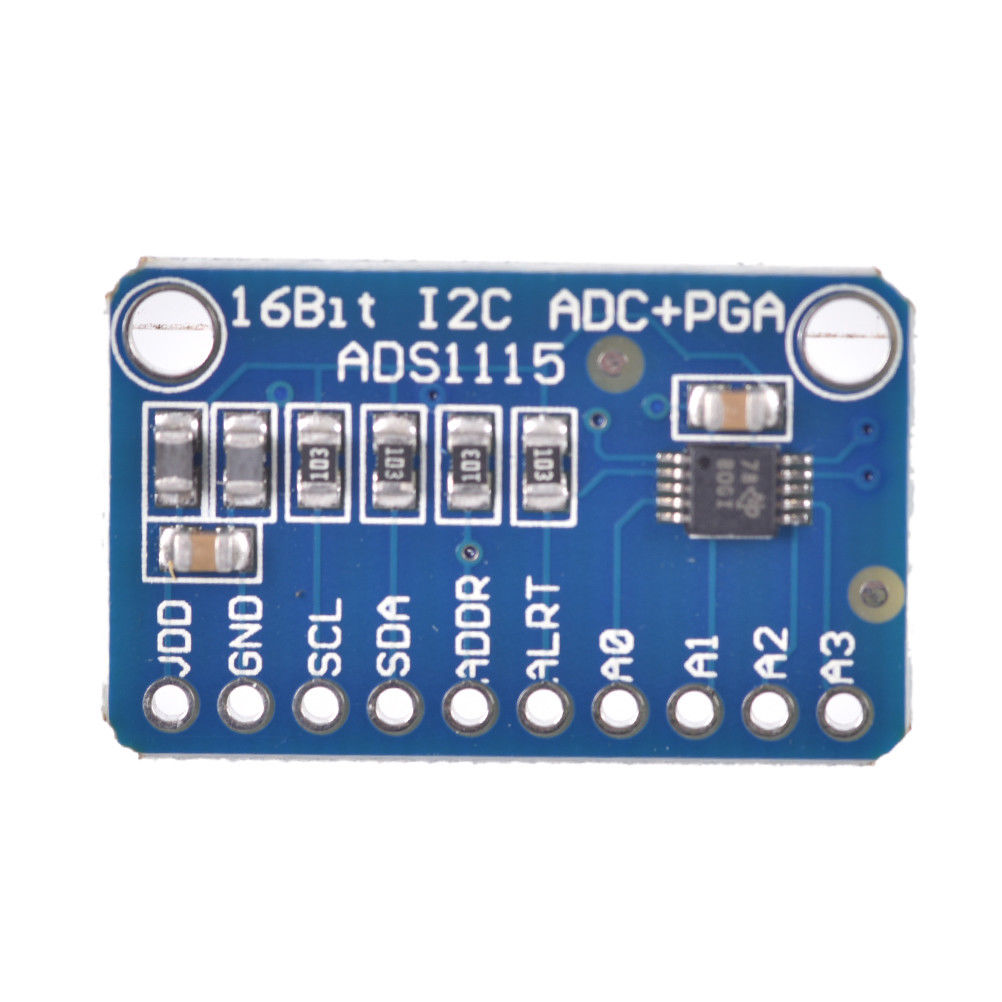 16Bit I2C ADC+PGA
ADS1115
103
103
103
103
VDD
GND
SCL
SDA
ADDR
ALRT
A0
A1
A2
A3